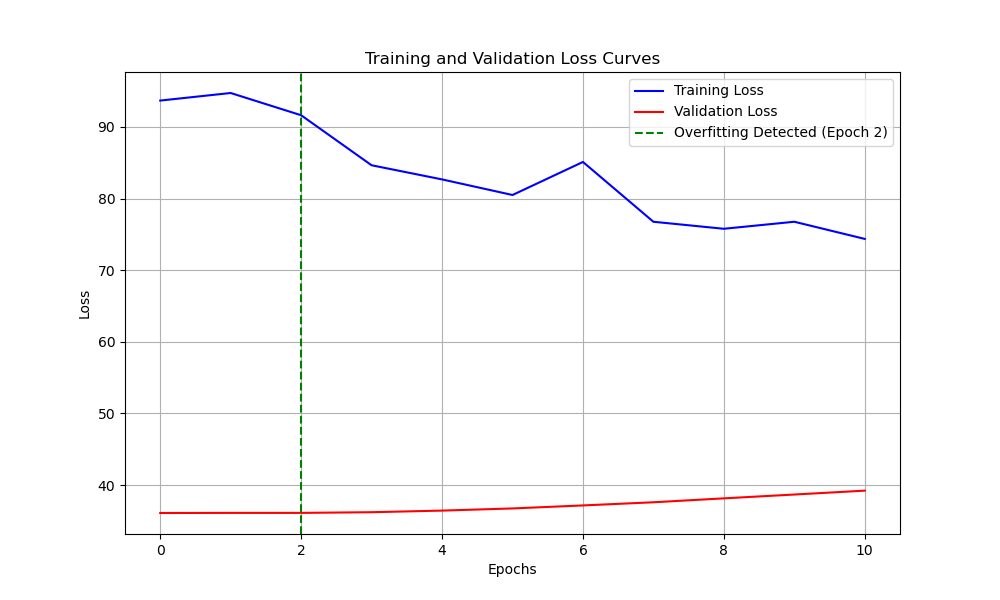 Training and Validation Loss Curves
Training Loss
Validation Loss
Overfitting Detected (Epoch 2)
Loss
90
80
70
60
50
40
0 2 4 6 8 10
Epochs